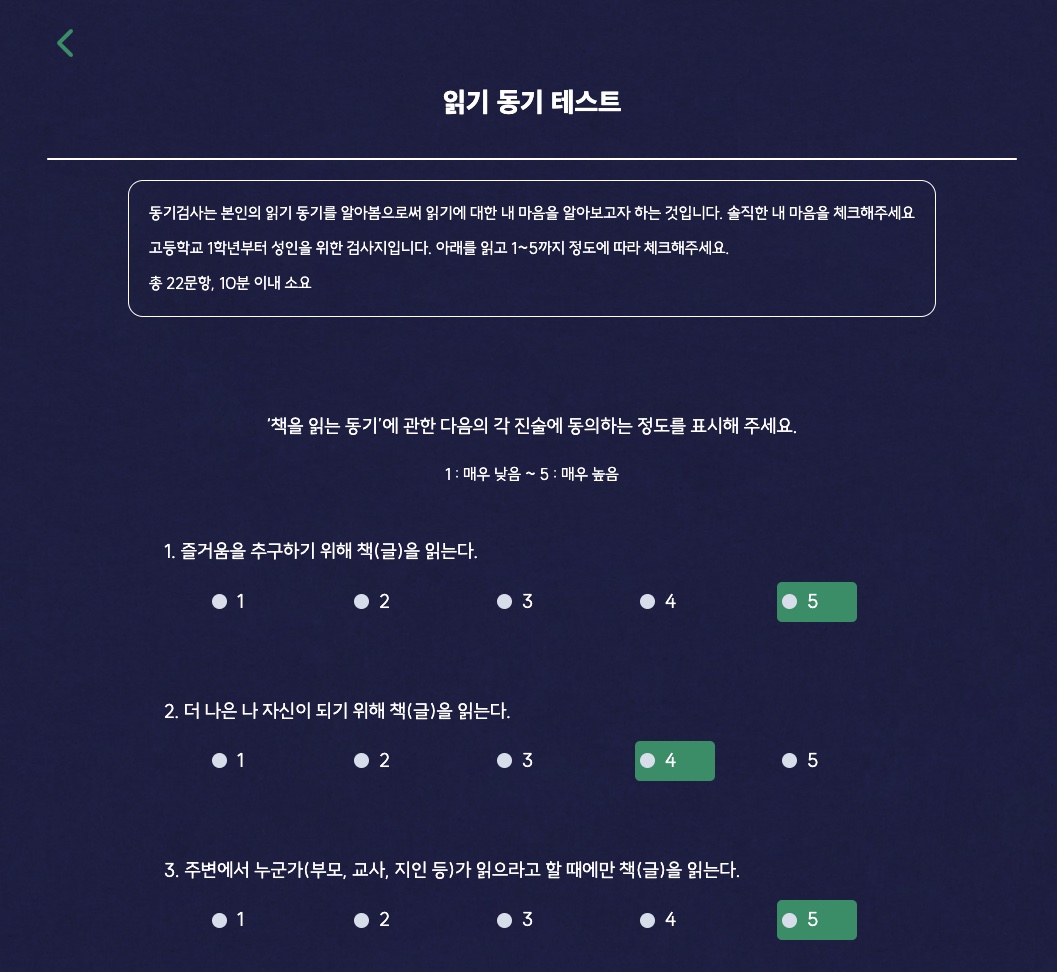 읽기 동기 테스트
동기검사는 본인의 읽기 동기를 알아봄으로써 읽기에 대한 내 마음을 알아보고자 하는 것입니다. 솔직한 내 마음을 체크해주세요
고등학교 1학년부터 성인을 위한 검사지입니다. 아래를 읽고 1~5까지 정도에 따라 체크해주세요.
총 22문항, 10분 이내 소요
'책을 읽는 동기'에 관한 다음의 각 진술에 동의하는 정도를 표시해 주세요.
1 : 매우 낮음 ~ 5 : 매우 높음
1. 즐거움을 추구하기 위해 책(글)을 읽는다.
1 2 3 4 5
2. 더 나은 나 자신이 되기 위해 책(글)을 읽는다.
1 2 3 4 5
3. 주변에서 누군가(부모, 교사, 지인 등)가 읽으라고 할 때에만 책(글)을 읽는다.
1 2 3 4 5